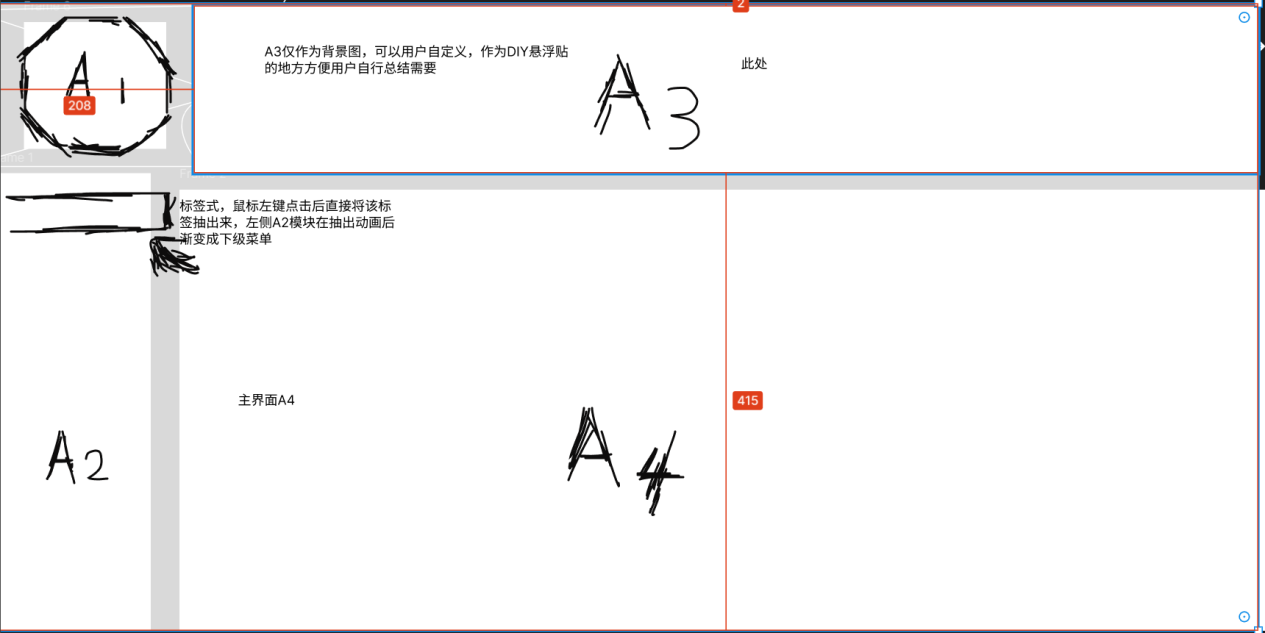 2
A3仅作为背景图，可以用户自定义，作为DIY悬浮贴
的地方方便用户自行总结需要
此处
A1
A3
208
标签式，鼠标左键点击后直接将该标
签抽出来，左侧A2模块在抽出动画后
渐变成下级菜单
主界面A4
415
A2
A4